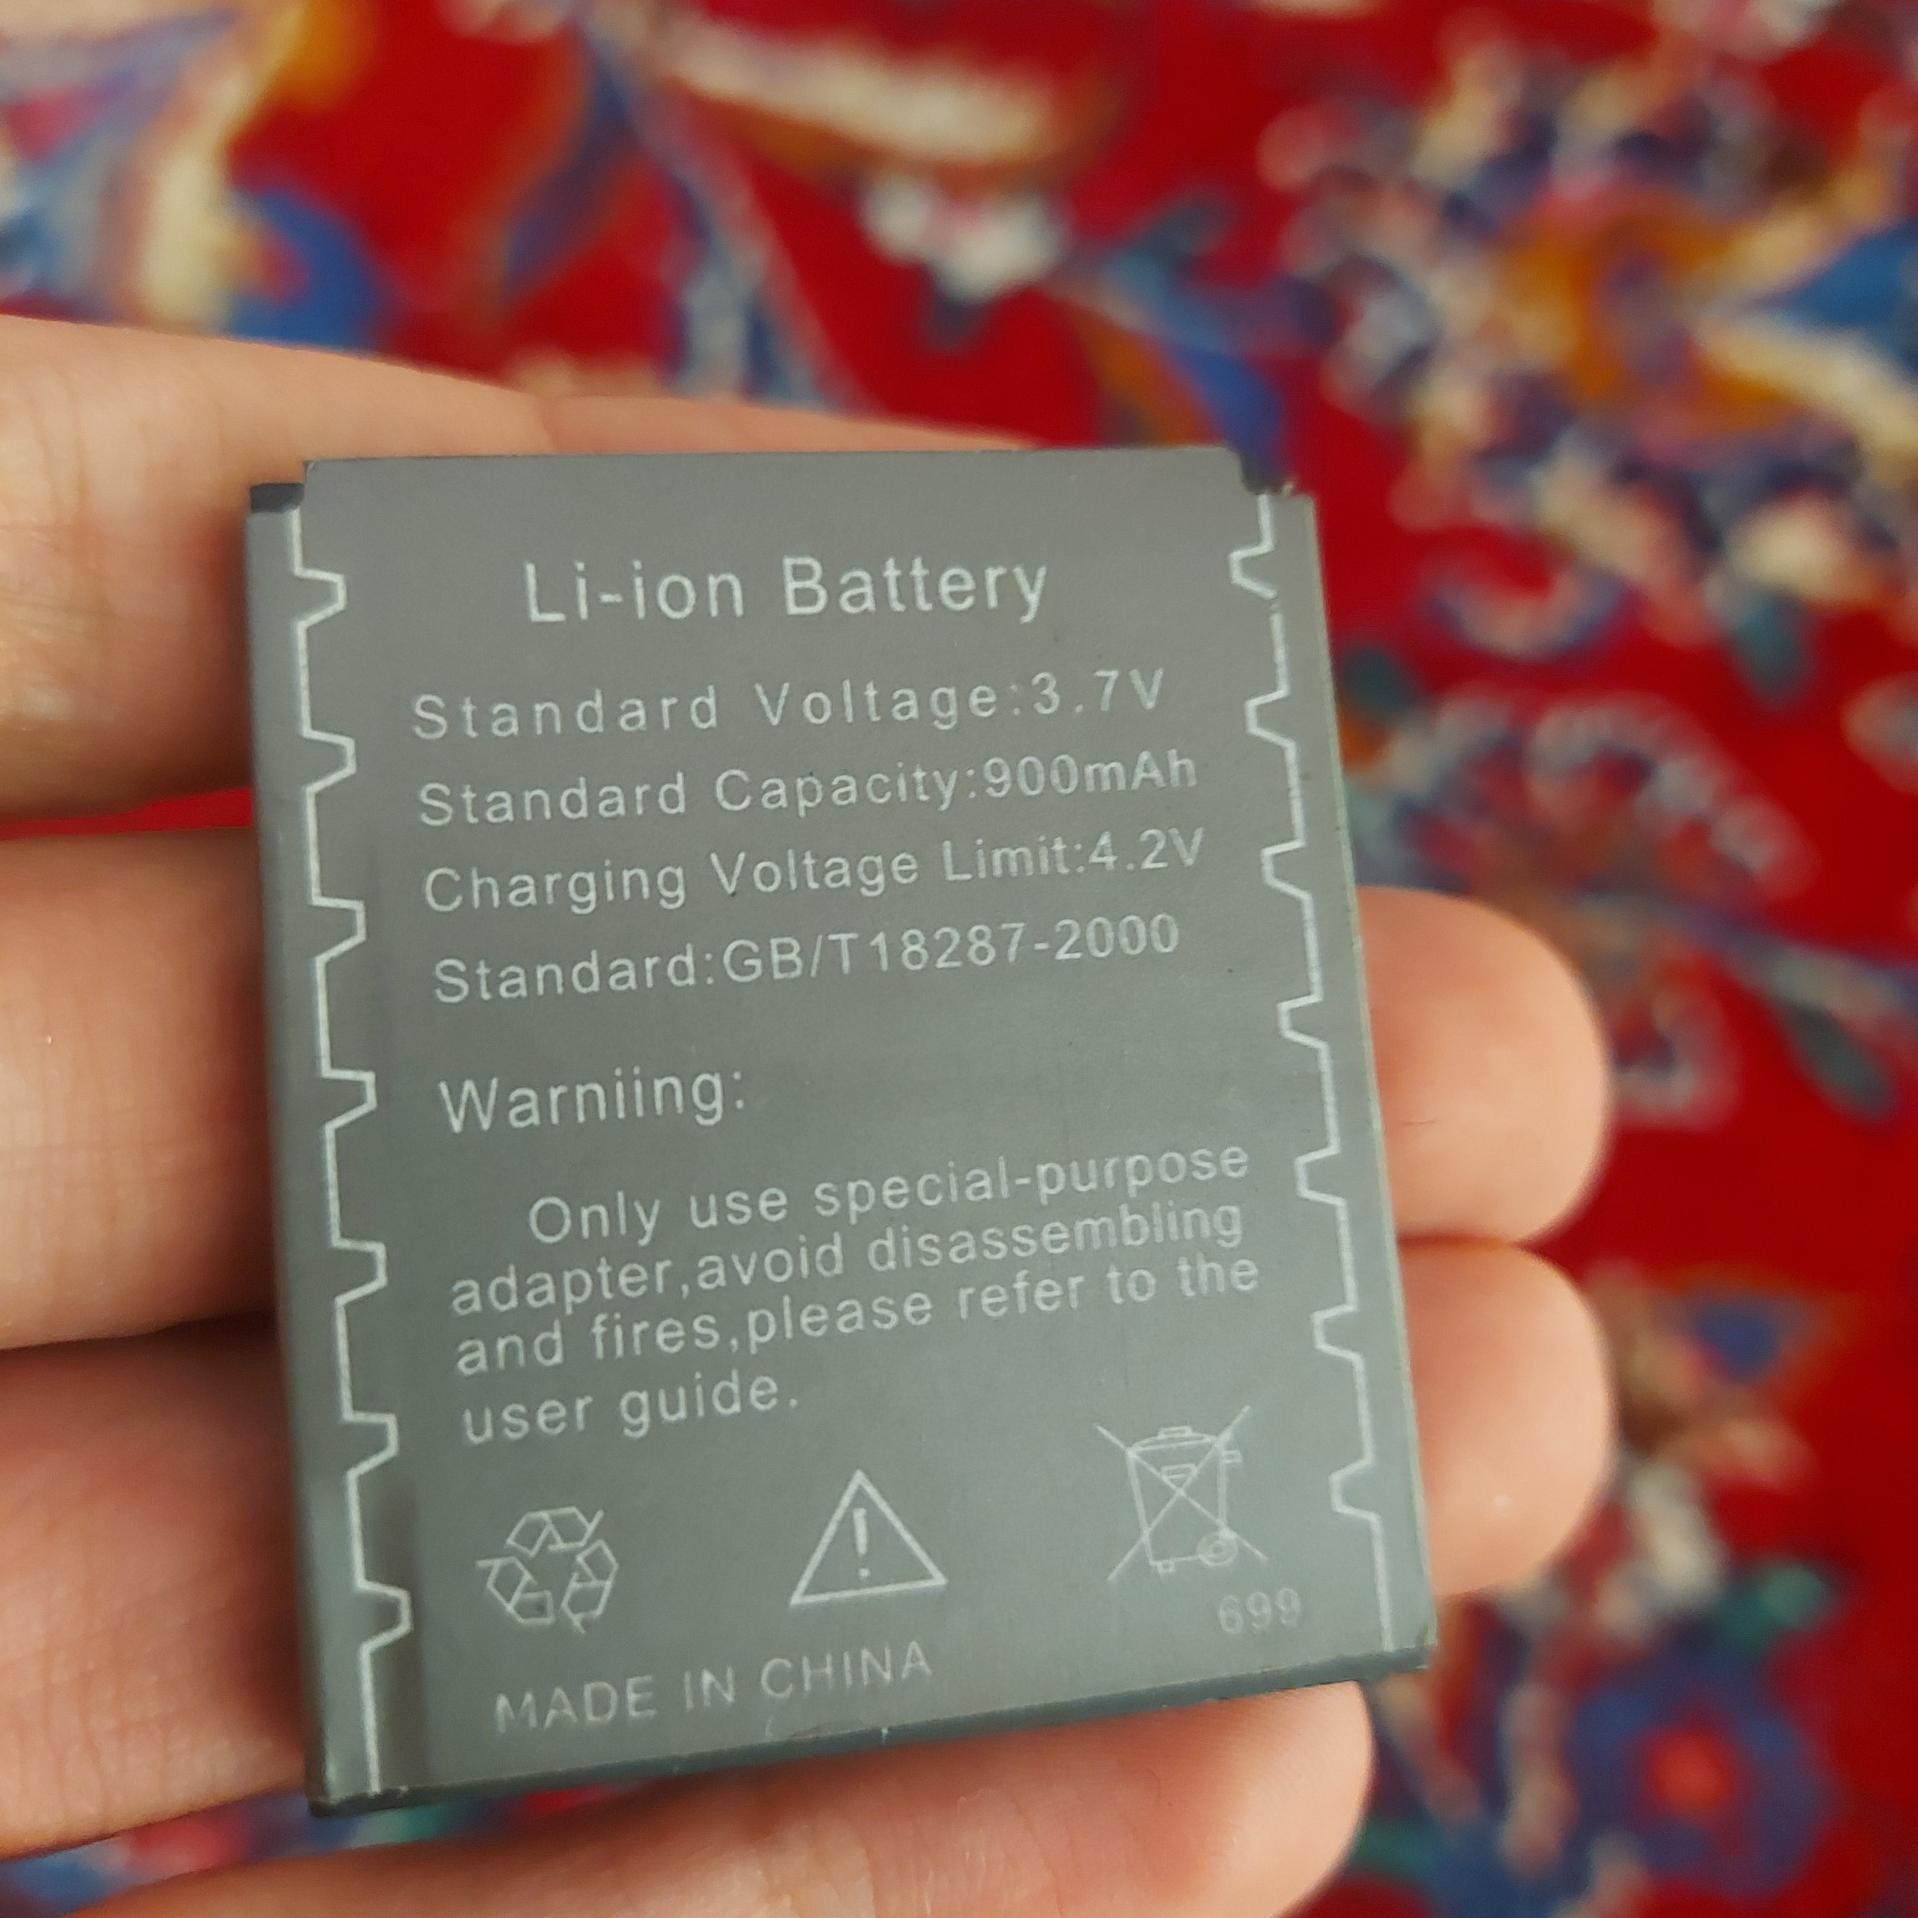 Li-ion Battery
Standard Voltage:3.7V
Standard Capacity:900mAh
Charging Voltage Limit:4.2V
Standard:GB/T18287-2000
Warniing:
Only use special-purpose
adapter,avoid disassembling
and fires,please refer to the
user guide.
699
MADE IN CHINA